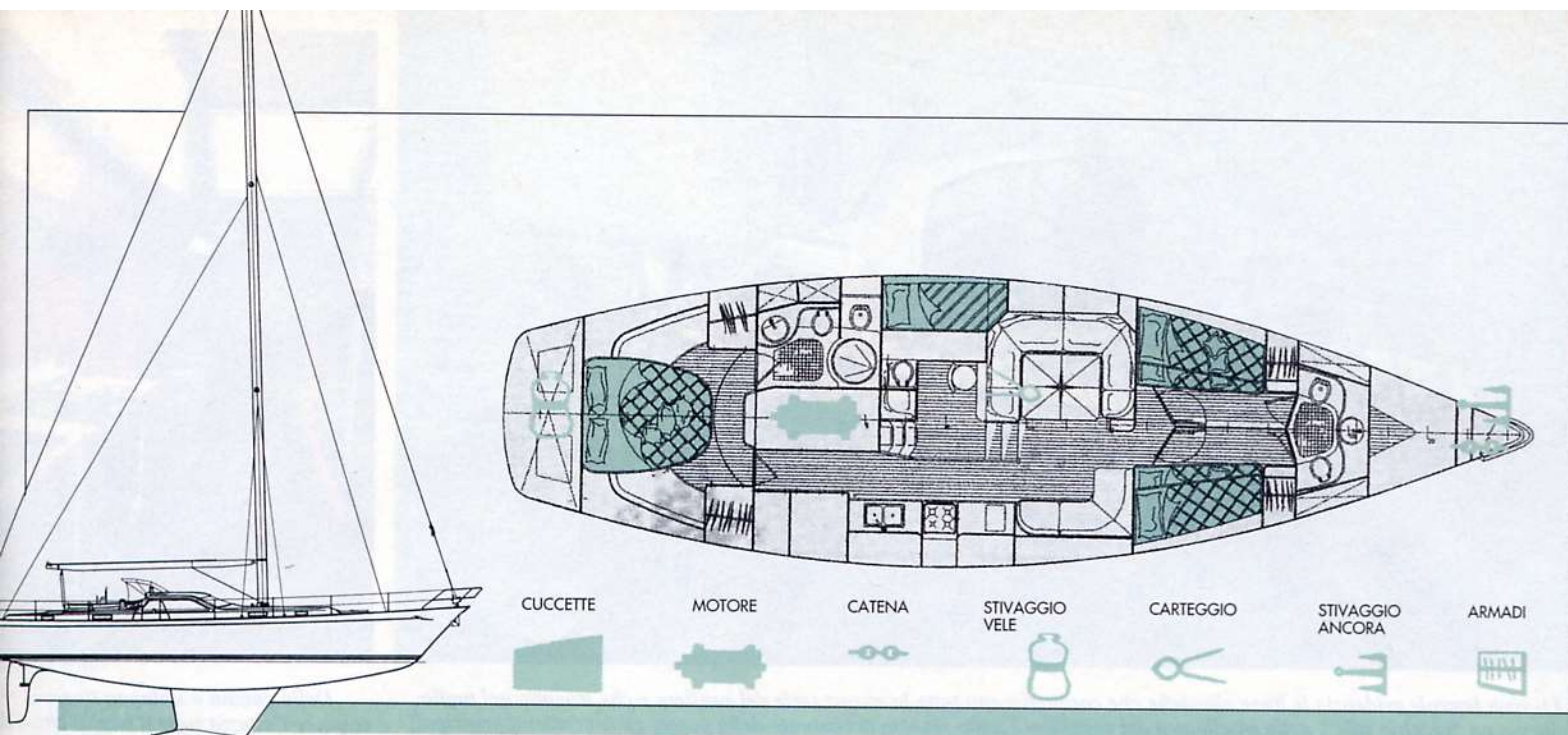 CUCCETTE
MOTORE
CATENA
STIVAGGIO
VELE
CARTEGGIO
STIVAGGIO
ANCORA
ARMADI